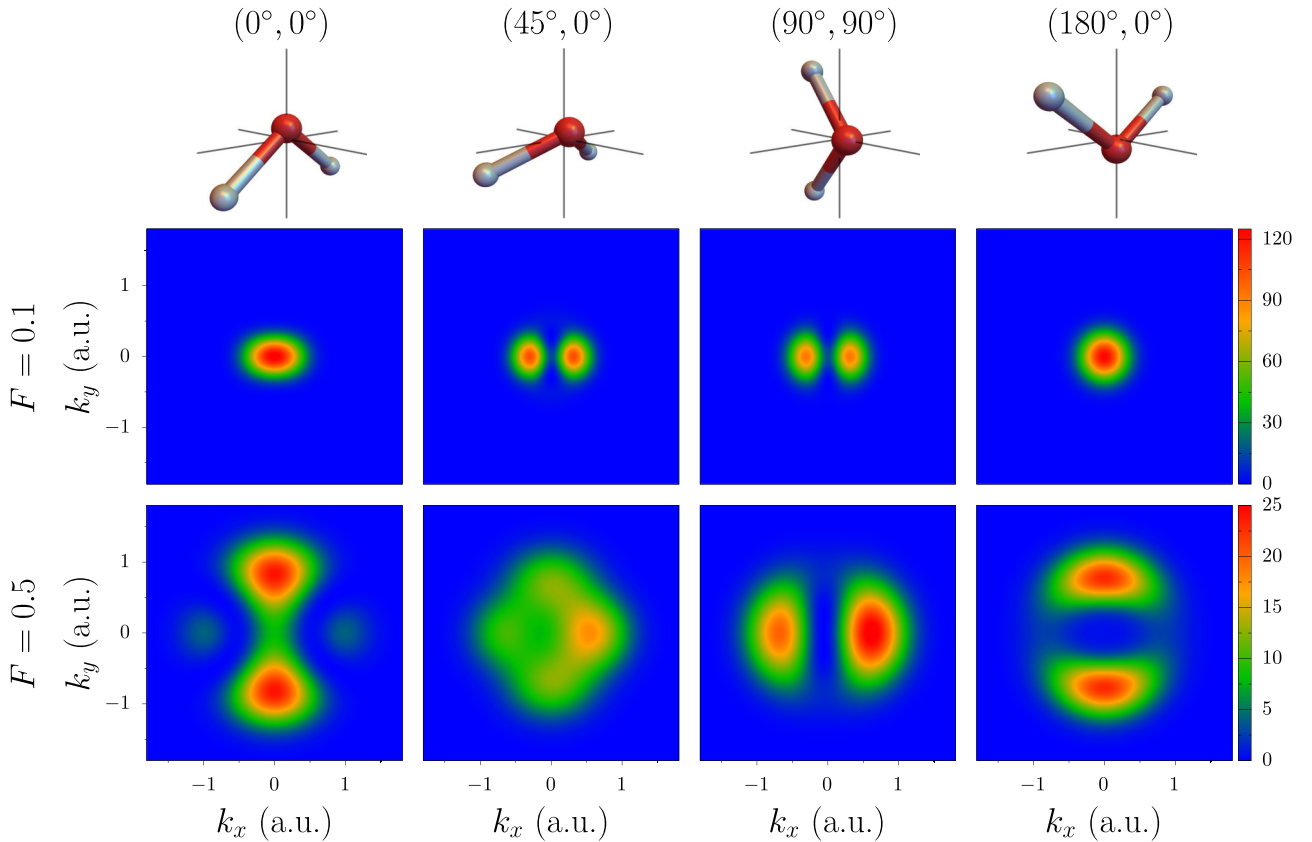 (0°, 0°) (45°, 0°) (90°, 90°) (180°, 0°)
F = 0.1
k_y (a.u.)
1
0
−1
120
90
60
30
0
F = 0.5
k_y (a.u.)
1
0
−1
25
20
15
10
5
0
−1 0 1 −1 0 1 −1 0 1 −1 0 1
k_x (a.u.) k_x (a.u.) k_x (a.u.) k_x (a.u.)